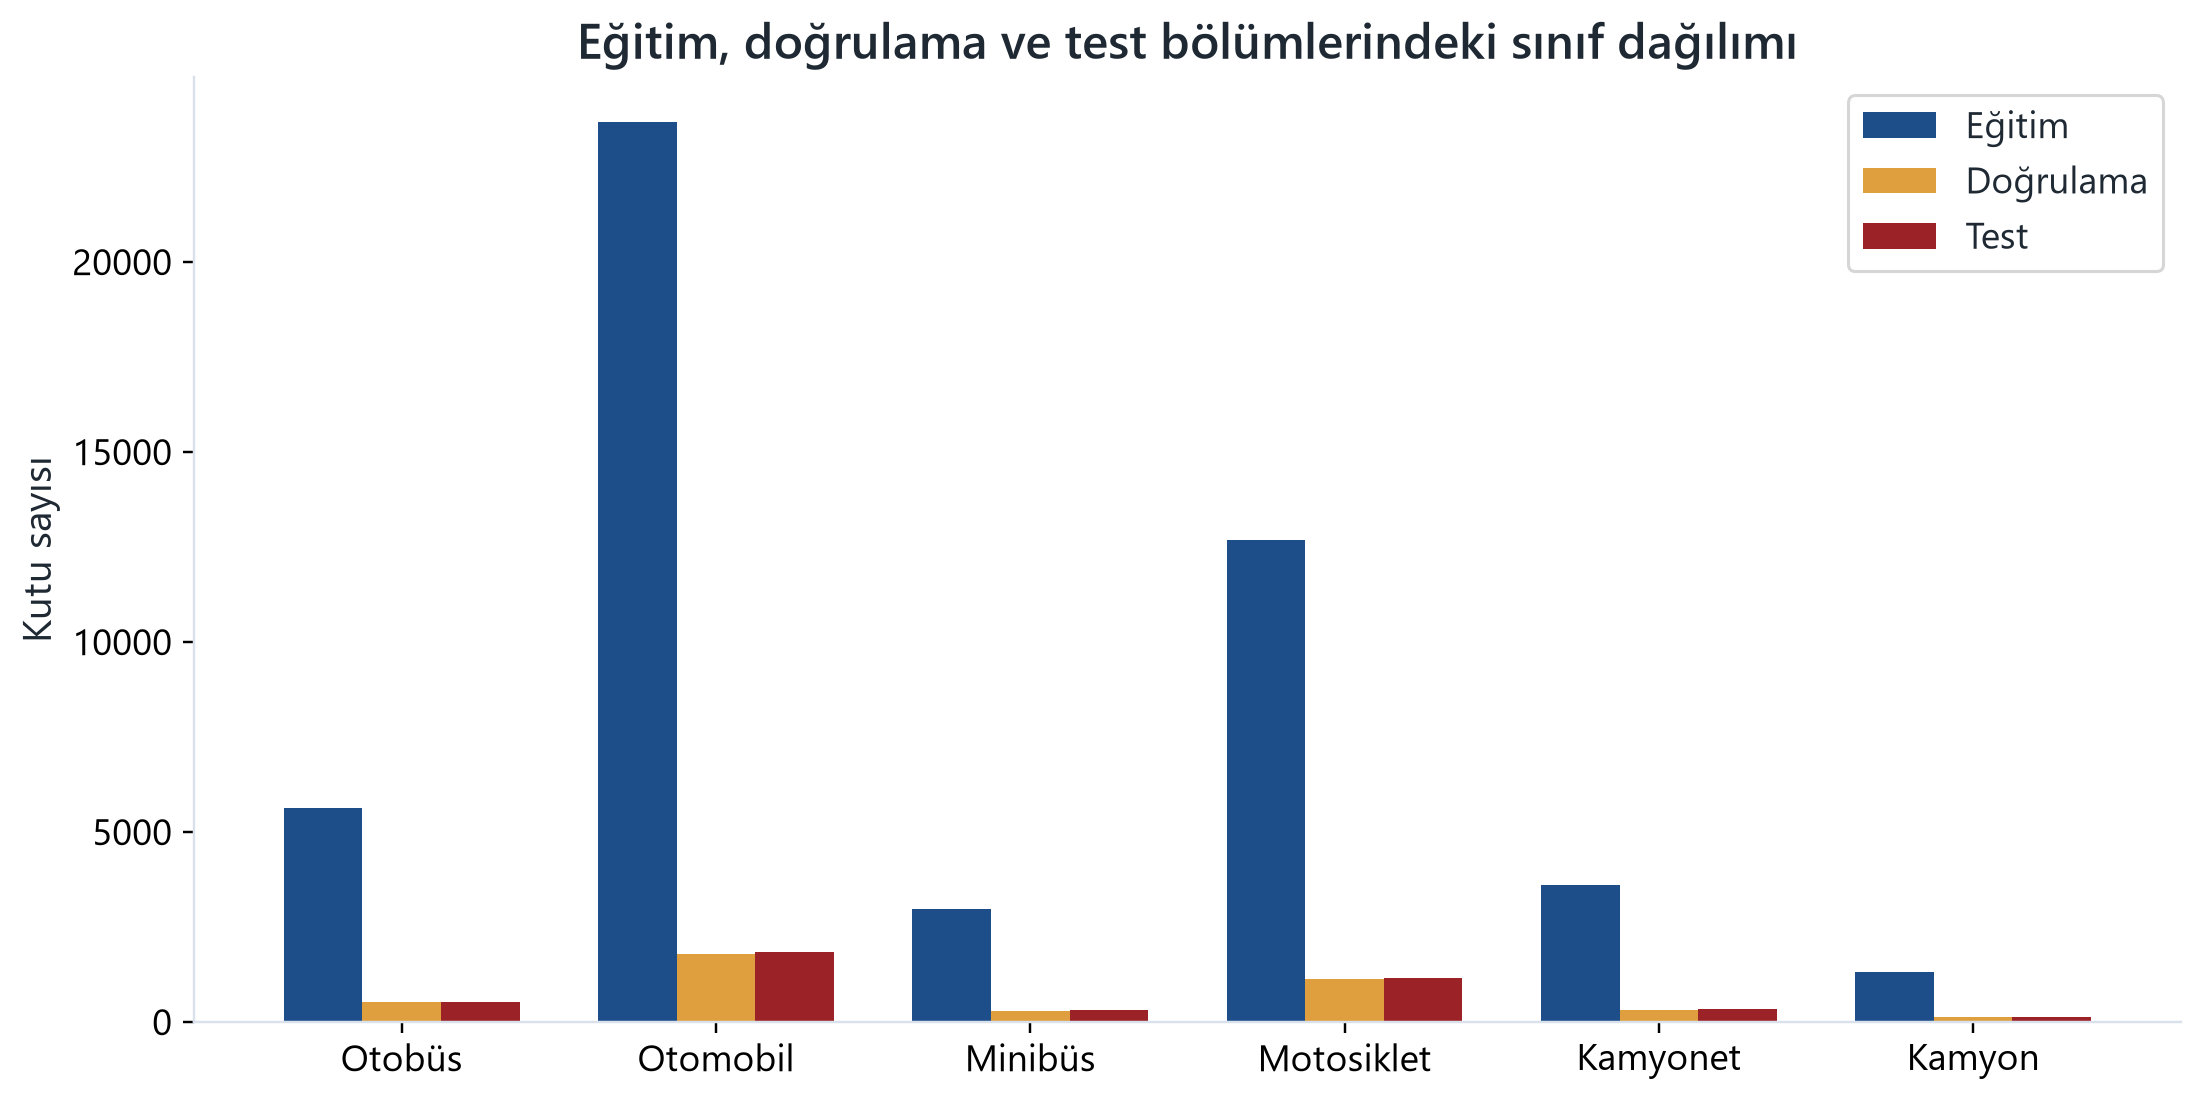 Eğitim, doğrulama ve test bölümlerindeki sınıf dağılımı
Eğitim
Doğrulama
Test
Kutu sayısı
20000
15000
10000
5000
0
Otobüs
Otomobil
Minibüs
Motosiklet
Kamyonet
Kamyon